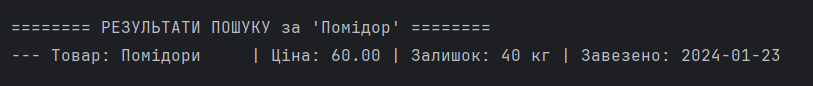 ======== РЕЗУЛЬТАТИ ПОШУКУ за 'Помідор' ========
--- Товар: Помідори     | Ціна: 60.00 | Залишок: 40 кг | Завезено: 2024-01-23